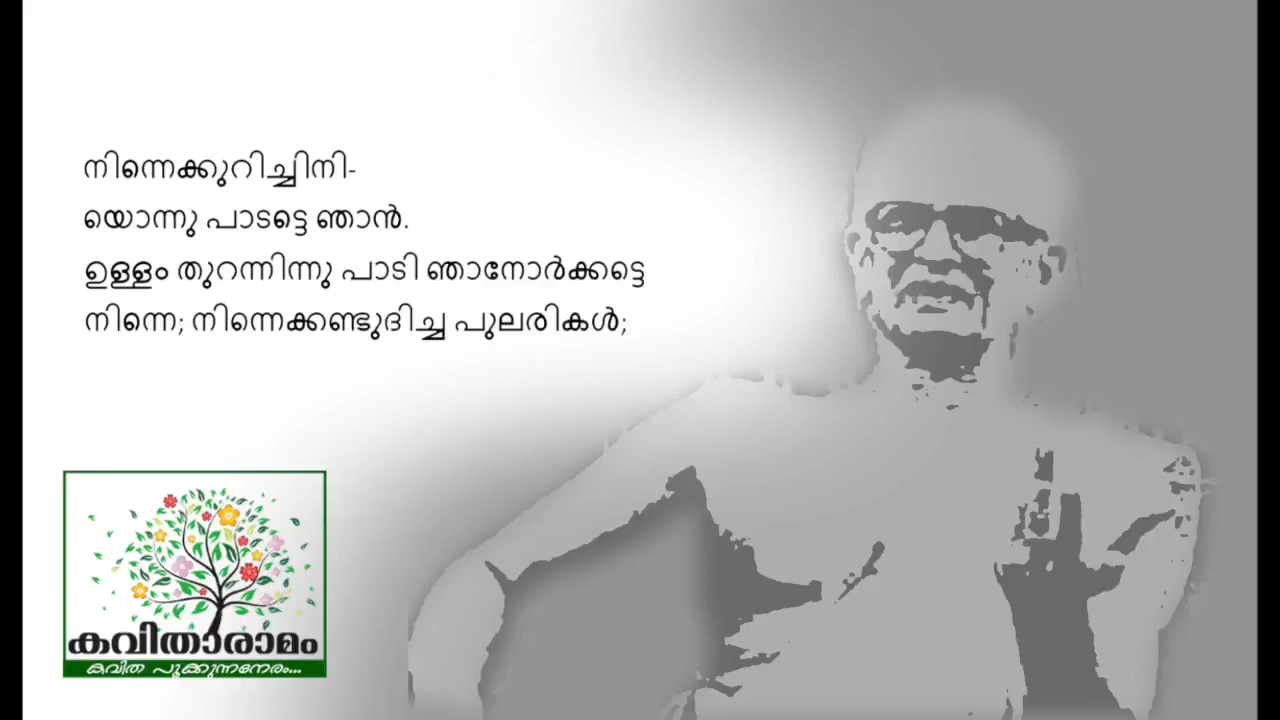 നിന്നെക്കുറിച്ചിനി-
യൊന്നു പാടട്ടെ ഞാൻ.
ഉള്ളം തുറന്നിന്നു പാടി ഞാനോർക്കട്ടെ
നിന്നെ; നിന്നെക്കണ്ടുദിച്ച പുലരികൾ;
കവിതാരാമം
കവിത പൂക്കുന്നനേരം...